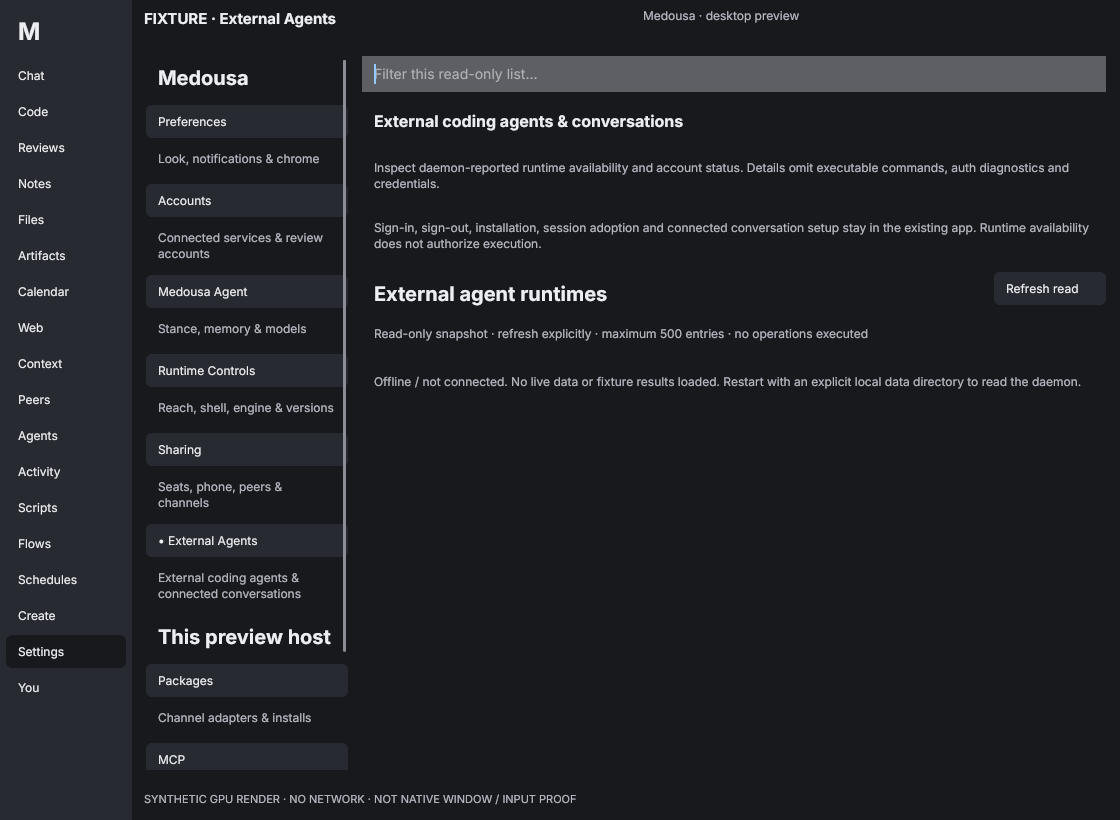 M
Chat
Code
Reviews
Notes
Files
Artifacts
Calendar
Web
Context
Peers
Agents
Activity
Scripts
Flows
Schedules
Create
Settings
You
FIXTURE · External Agents
Medousa · desktop preview
Medousa
Preferences
Look, notifications & chrome
Accounts
Connected services & review
accounts
Medousa Agent
Stance, memory & models
Runtime Controls
Reach, shell, engine & versions
Sharing
Seats, phone, peers &
channels
• External Agents
External coding agents &
connected conversations
This preview host
Packages
Channel adapters & installs
MCP
Filter this read-only list...
External coding agents & conversations
Inspect daemon-reported runtime availability and account status. Details omit executable commands, auth diagnostics and
credentials.
Sign-in, sign-out, installation, session adoption and connected conversation setup stay in the existing app. Runtime availability
does not authorize execution.
External agent runtimes
Refresh read
Read-only snapshot · refresh explicitly · maximum 500 entries · no operations executed
Offline / not connected. No live data or fixture results loaded. Restart with an explicit local data directory to read the daemon.
SYNTHETIC GPU RENDER · NO NETWORK · NOT NATIVE WINDOW / INPUT PROOF